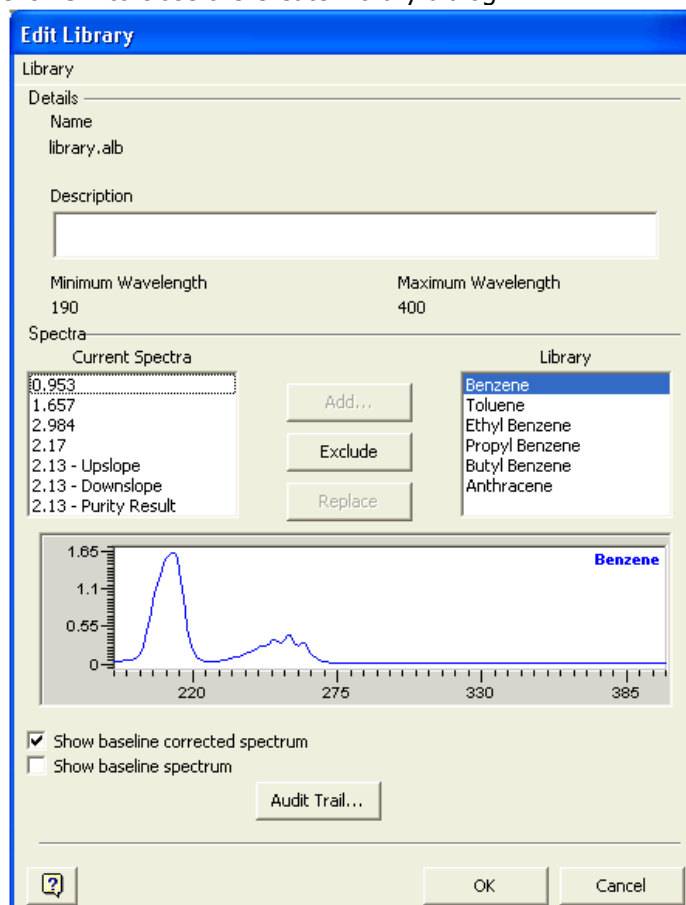 Edit Library
Library
Details
Name
library.alb
Description
Minimum Wavelength Maximum Wavelength
190 400
Spectra
Current Spectra Library
0.953
1.657
2.984
2.17
2.13 - Upslope
2.13 - Downslope
2.13 - Purity Result
Add...
Exclude
Replace
Benzene
Toluene
Ethyl Benzene
Propyl Benzene
Butyl Benzene
Anthracene
1.65
1.1
0.55
0
Benzene
220 275 330 385
Show baseline corrected spectrum
Show baseline spectrum
Audit Trail...
?
OK Cancel